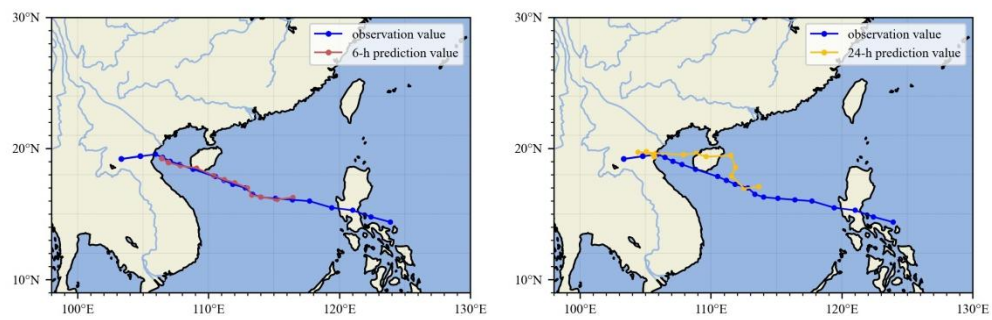 30°N
20°N
10°N
100°E
110°E
120°E
130°E
observation value
6-h prediction value
30°N
20°N
10°N
100°E
110°E
120°E
130°E
observation value
24-h prediction value